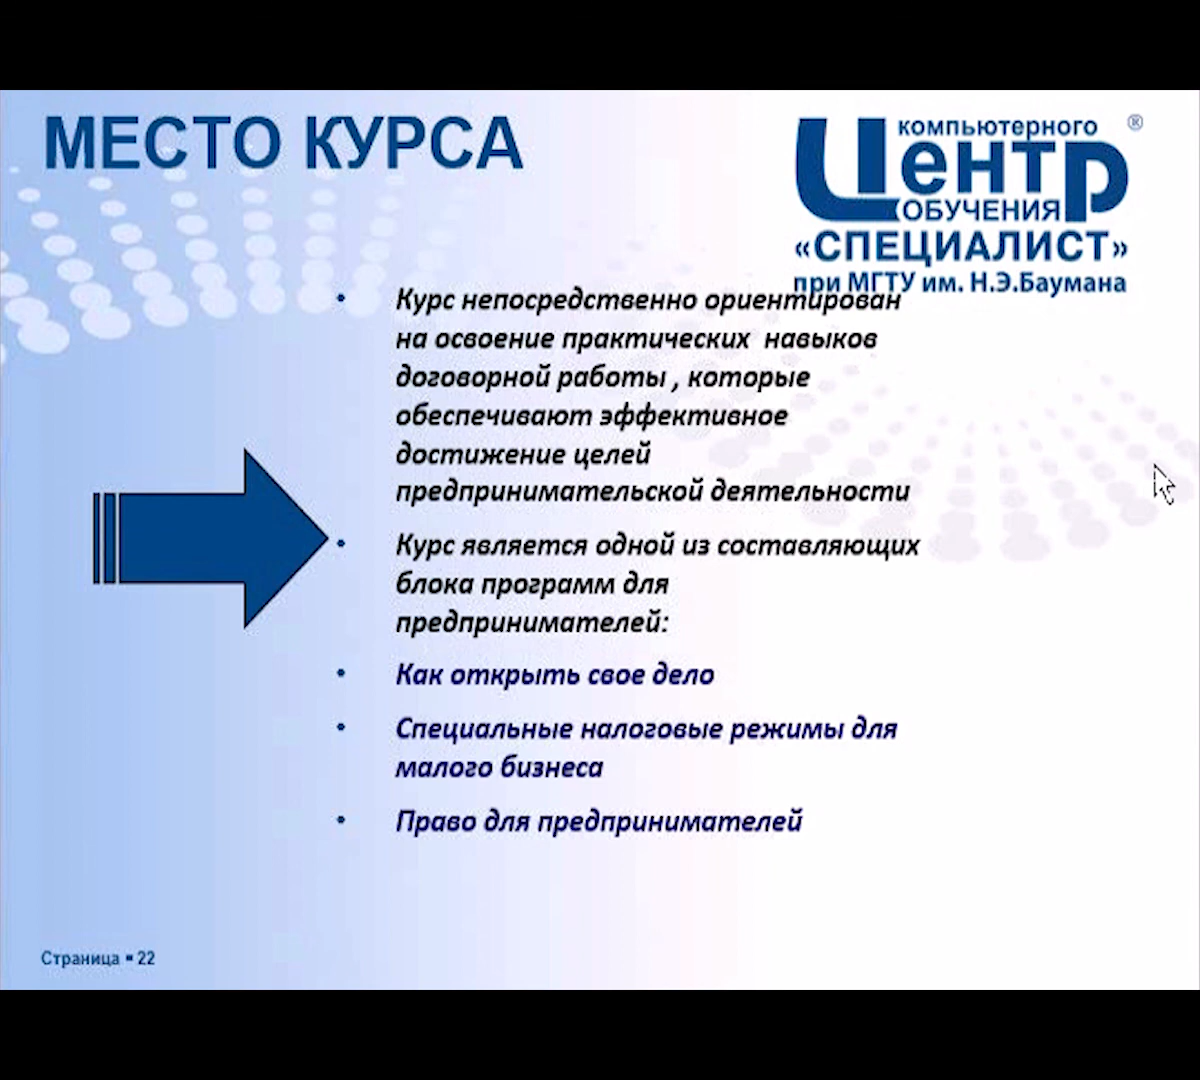 МЕСТО КУРСА
компьютерного ®
Центр
ОБУЧЕНИЯ
«СПЕЦИАЛИСТ»
при МГТУ им. Н.Э.Баумана
• Курс непосредственно ориентирован
на освоение практических навыков
договорной работы , которые
обеспечивают эффективное
достижение целей
предпринимательской деятельности
• Курс является одной из составляющих
блока программ для
предпринимателей:
• Как открыть свое дело
• Специальные налоговые режимы для
малого бизнеса
• Право для предпринимателей
Страница ▪ 22